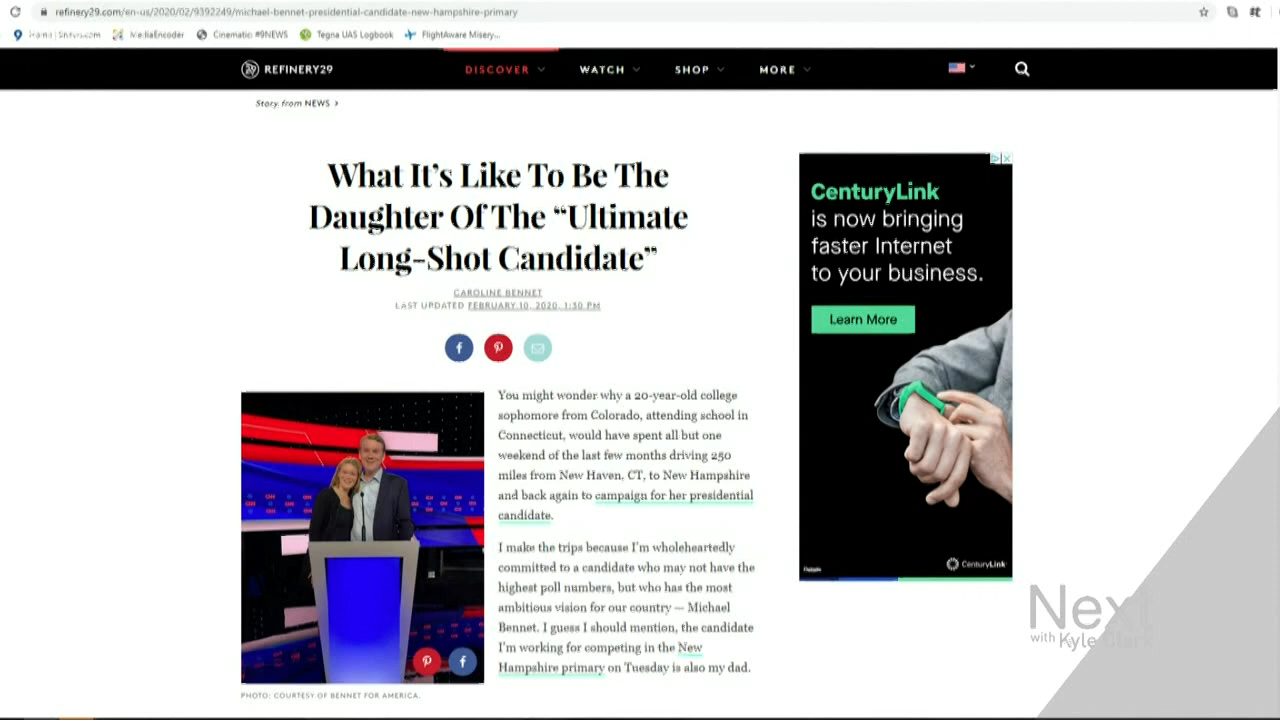 refinery29.com/en-us/2020/02/9392249/michael-bennet-presidential-candidate-new-hampshire-primary
MediaEncoder Cinematic #9NEWS Tegna UAS Logbook FlightAware Misery...
REFINERY29 DISCOVER WATCH SHOP MORE
Story from NEWS >
What It's Like To Be The
Daughter Of The “Ultimate
Long-Shot Candidate”
CAROLINE BENNET
LAST UPDATED FEBRUARY 10, 2020, 1:30 PM
You might wonder why a 20-year-old college
sophomore from Colorado, attending school in
Connecticut, would have spent all but one
weekend of the last few months driving 250
miles from New Haven, CT, to New Hampshire
and back again to campaign for her presidential
candidate.
I make the trips because I'm wholeheartedly
committed to a candidate who may not have the
highest poll numbers, but who has the most
ambitious vision for our country — Michael
Bennet. I guess I should mention, the candidate
I'm working for competing in the New
Hampshire primary on Tuesday is also my dad.
PHOTO: COURTESY OF BENNET FOR AMERICA.
CenturyLink
is now bringing
faster Internet
to your business.
Learn More
CenturyLink
Next
with Kyle Clark